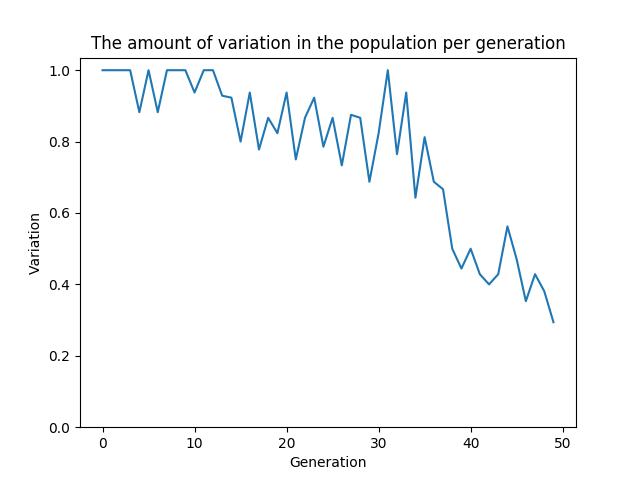 The amount of variation in the population per generation
1.0
0.8
0.6
0.4
0.2
0.0
Variation
0 10 20 30 40 50
Generation